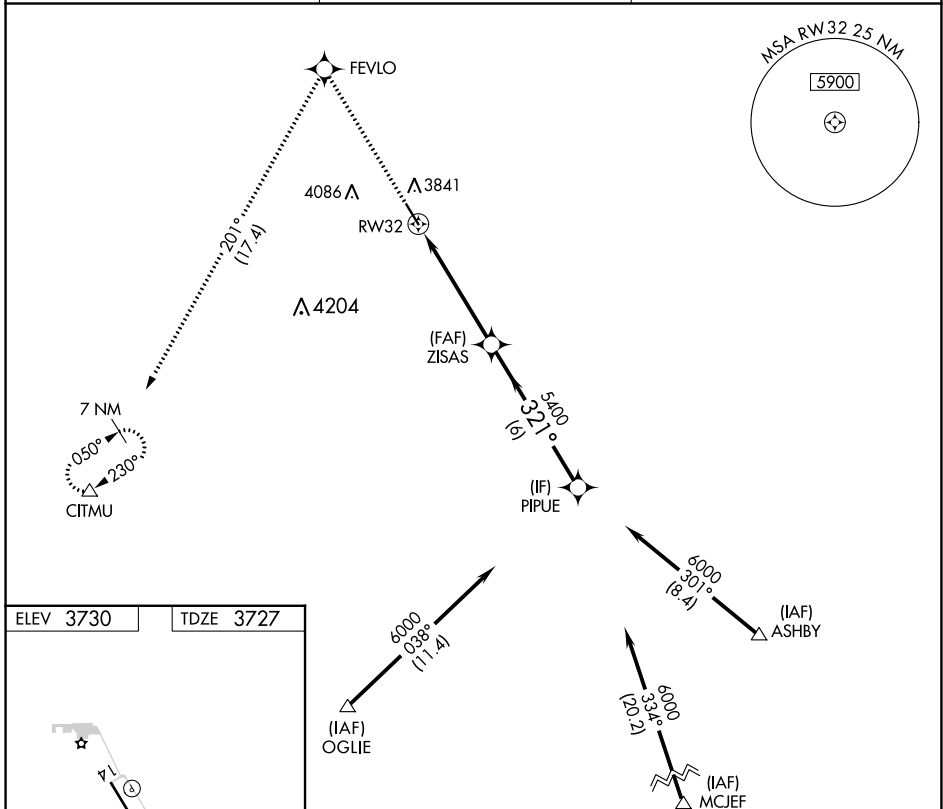 MSA RW32 25 NM
5900
FEVLO
4086
3841
RW32
201°
(17.4)
4204
(FAF)
ZISAS
7 NM
050°
230°
CITMU
5400
321°
(6)
(IF)
PIPUE
6000
301°
(8.4)
(IAF)
ASHBY
ELEV 3730
TDZE 3727
6000
038°
(11.4)
(IAF)
OGLIE
6000
334°
(20.2)
(IAF)
MCJEF
14
P